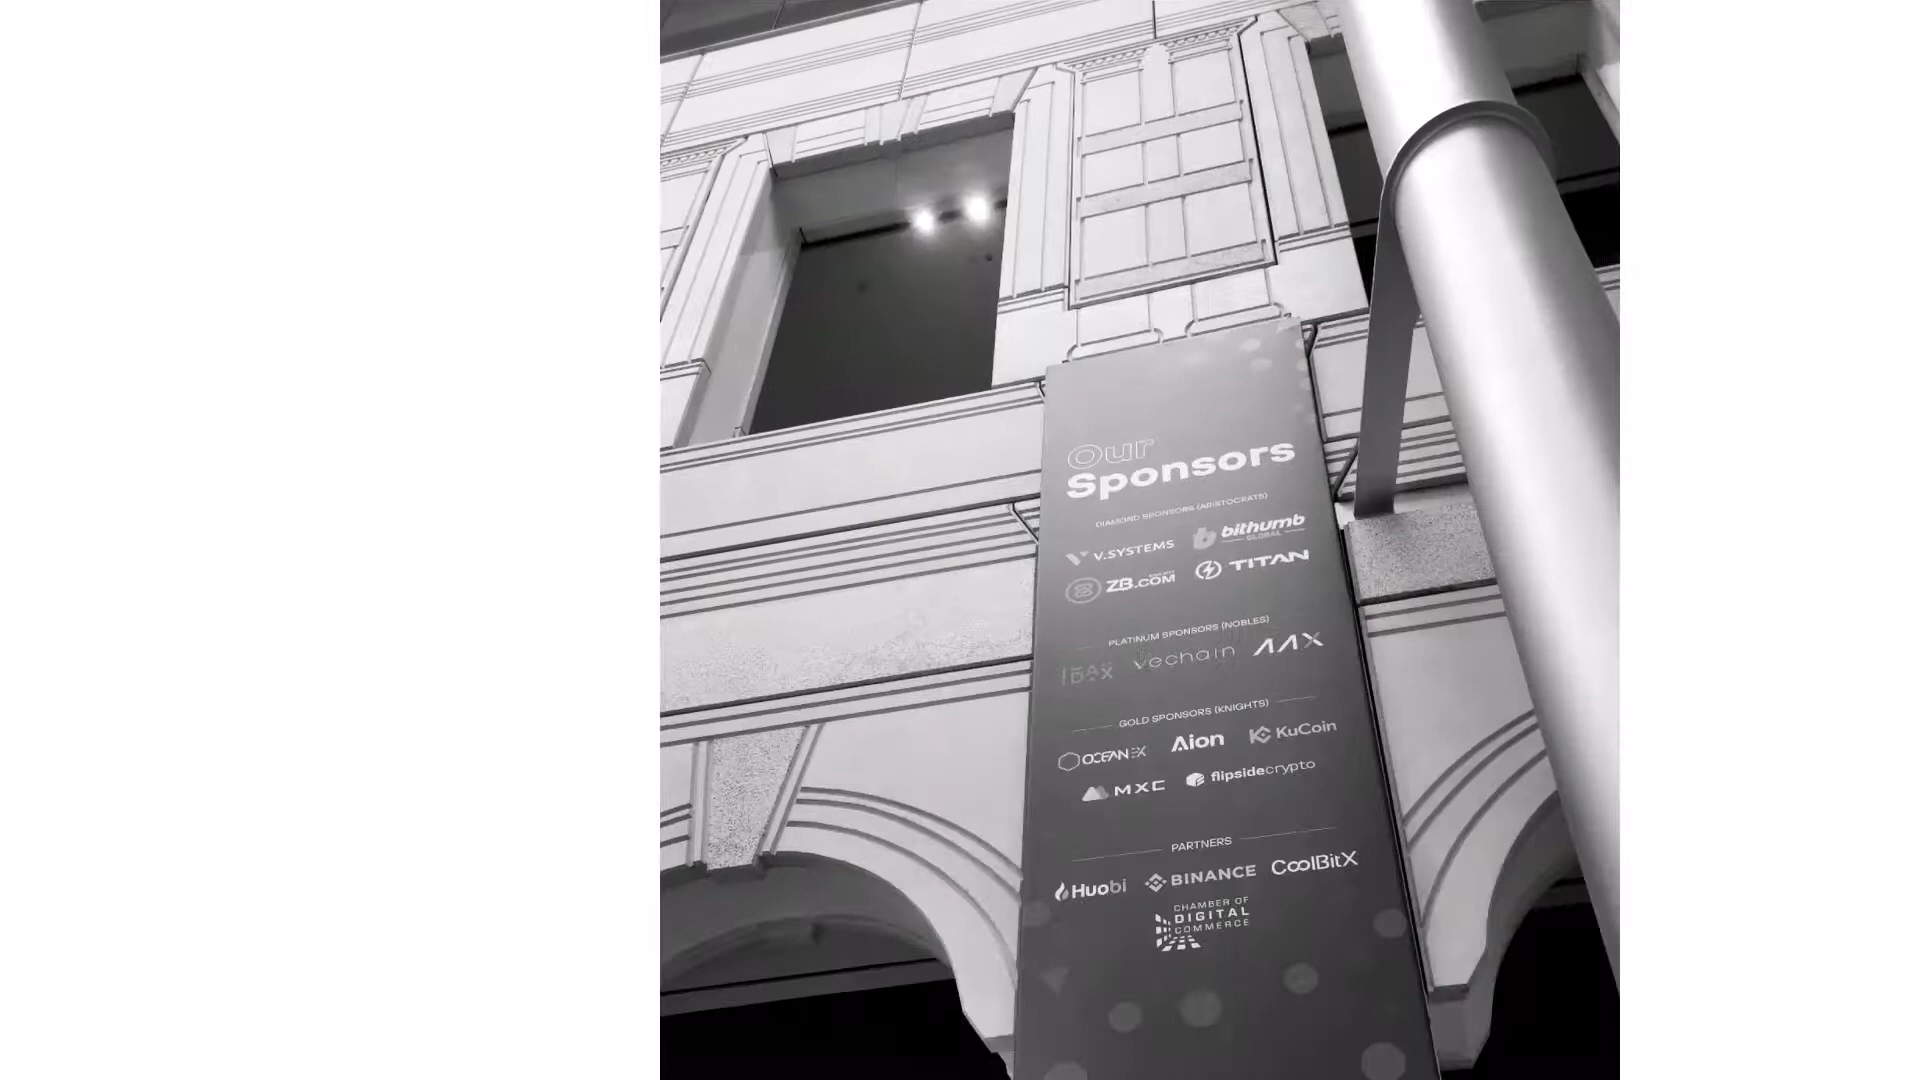 Our
Sponsors
DIAMOND SPONSORS (ARISTOCRATS)
V.SYSTEMS bithumb
GLOBAL
ZB.COM TITAN
PLATINUM SPONSORS (NOBLES)
IDAX vechain AAX
GOLD SPONSORS (KNIGHTS)
OCEANEX Aion KuCoin
MXC flipsidecrypto
PARTNERS
Huobi BINANCE CoolBitX
CHAMBER OF
DIGITAL
COMMERCE